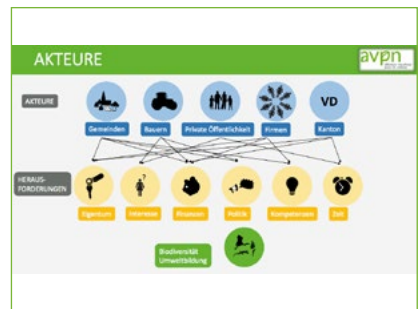 AKTEURE
avpn
AKTEURE
VD
Gemeinden
Bauern
Private Öffentlichkeit
Firmen
Kanton
HERAUS-
FORDERUNGEN
Eigentum
Interesse
Finanzen
Politik
Kompetenzen
Zeit
Biodiversität
Umweltbildung